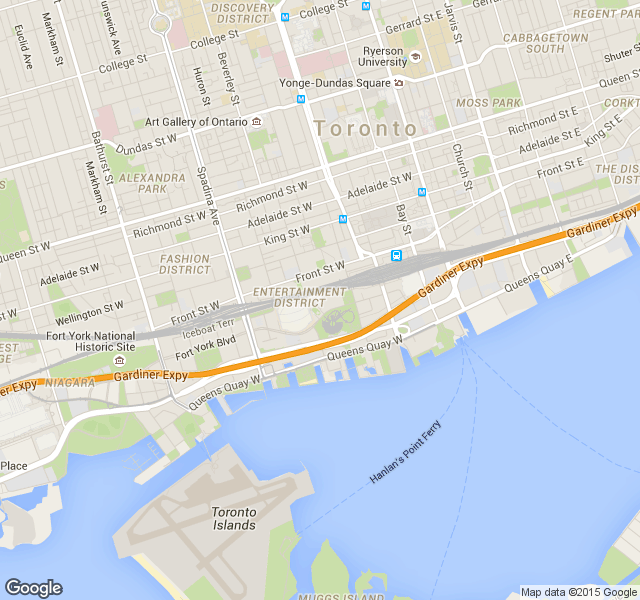 DISCOVERY
DISTRICT
College St
Gerrard St E
REGENT PARK
Jarvis St
Euclid Ave
Markham St
College St
College St
Ryerson
University
CABBAGETOWN
SOUTH
Shuter St
Huron St
Beverley St
Yonge-Dundas Square
Queen St
MOSS PARK
Art Gallery of Ontario
Toronto
Richmond St E
Dundas St W
Adelaide St E
King St E
Bathurst St
Markham St
ALEXANDRA
PARK
Spadina Ave
Church St
Front St E
Richmond St W
Adelaide St W
Bay St
Richmond St W
Adelaide St W
King St W
Gardiner Expy
Queen St W
FASHION
DISTRICT
Adelaide St W
Front St W
Gardiner Expy
Queens Quay E
ENTERTAINMENT
DISTRICT
Wellington St W
Front St W
Iceboat Terr
Fort York National
Historic Site
Fort York Blvd
Queens Quay W
Gardiner Expy
NIAGARA
Queens Quay W
Hanlan's Point Ferry
Place
Toronto
Islands
MUGGS ISLAND
Google
Map data ©2015 Google